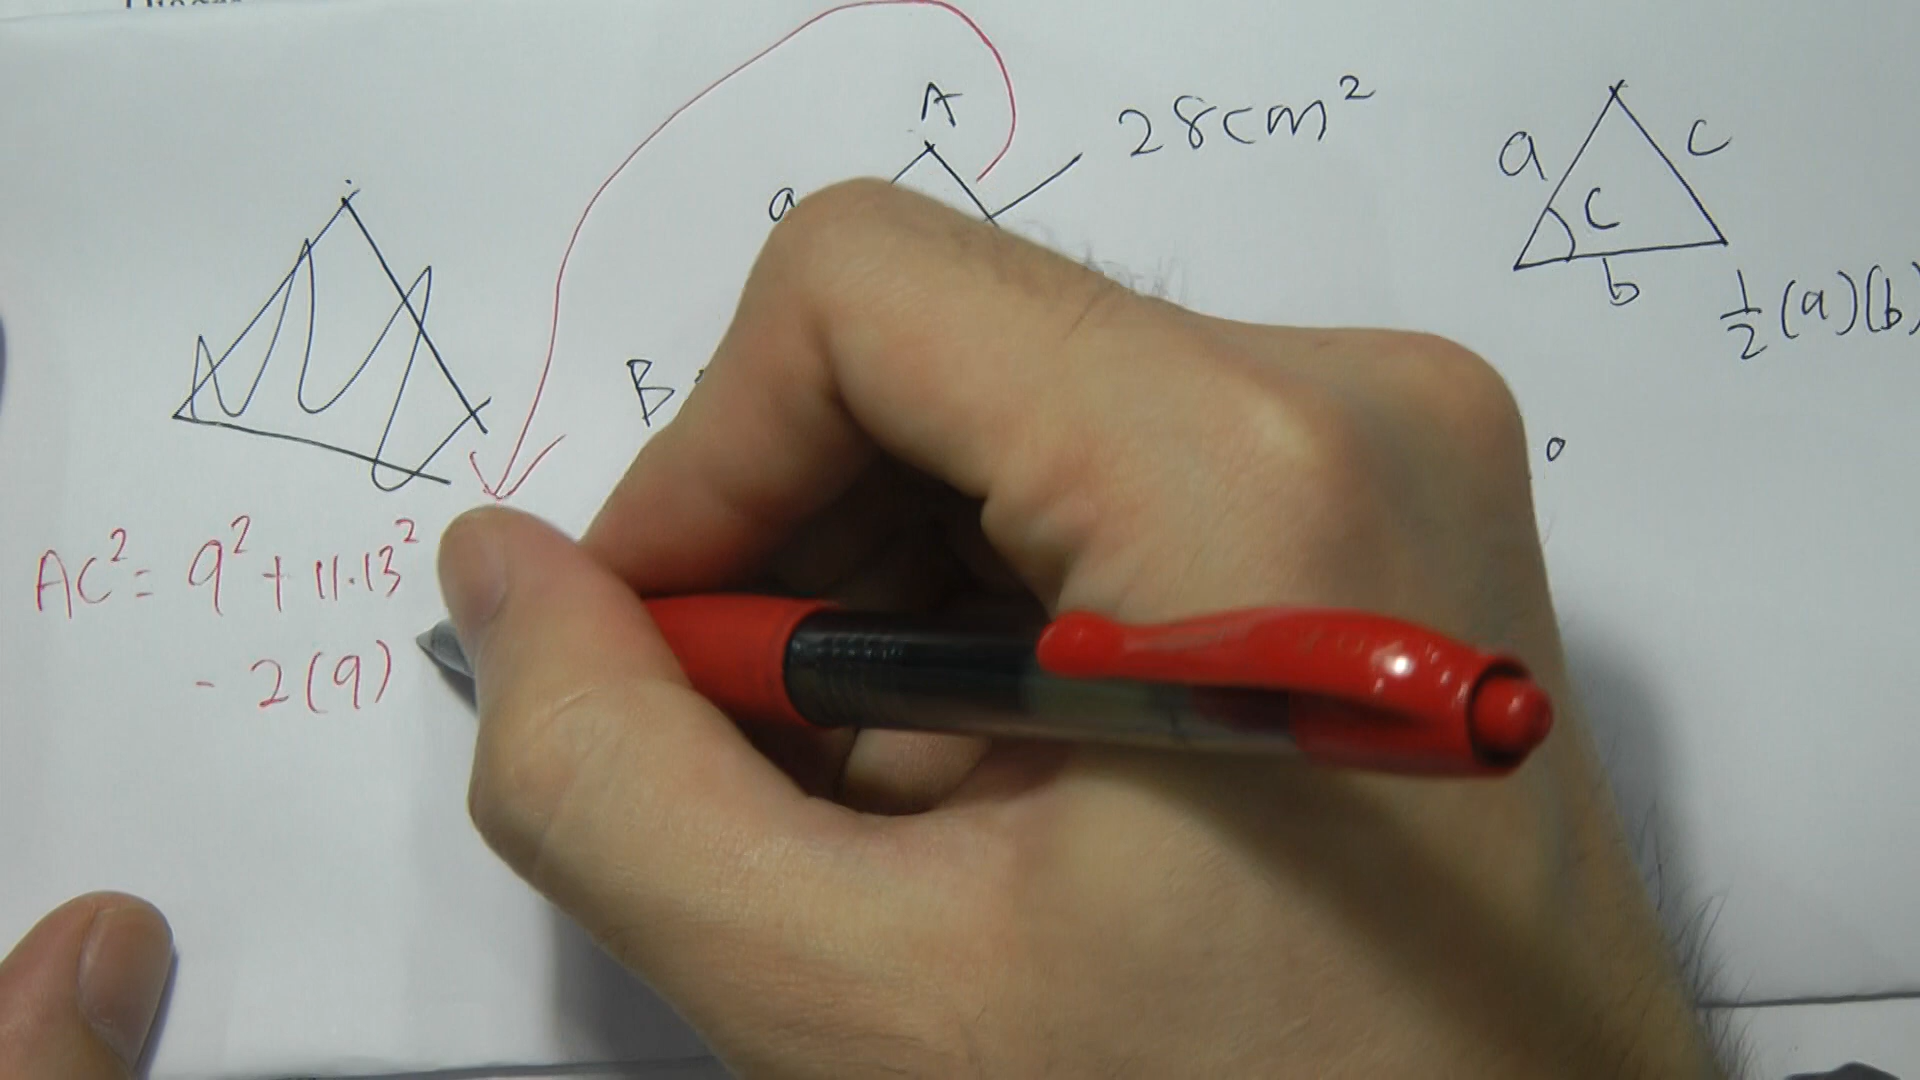 A
28cm²
a
B
a
c
C
b
½(a)(b)
°
AC² = 9² + 11.13²
- 2(9)